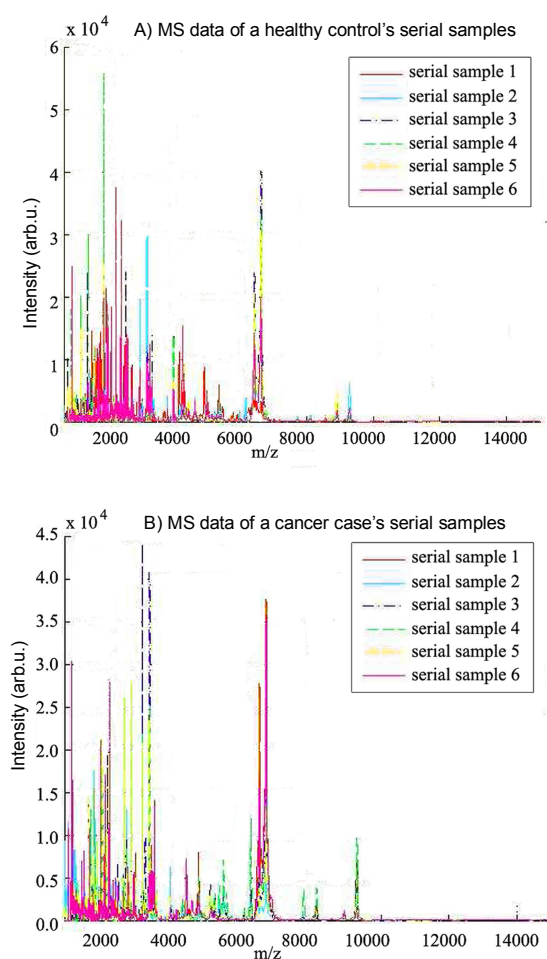 A) MS data of a healthy control's serial samples
x 10⁴
6
5
4
3
2
1
0
Intensity (arb.u.)
serial sample 1
serial sample 2
serial sample 3
serial sample 4
serial sample 5
serial sample 6
2000 4000 6000 8000 10000 12000 14000
m/z
B) MS data of a cancer case's serial samples
x 10⁴
4.5
4.0
3.5
3.0
2.5
2.0
1.5
1.0
0.5
0.0
Intensity (arb.u.)
serial sample 1
serial sample 2
serial sample 3
serial sample 4
serial sample 5
serial sample 6
2000 4000 6000 8000 10000 12000 14000
m/z